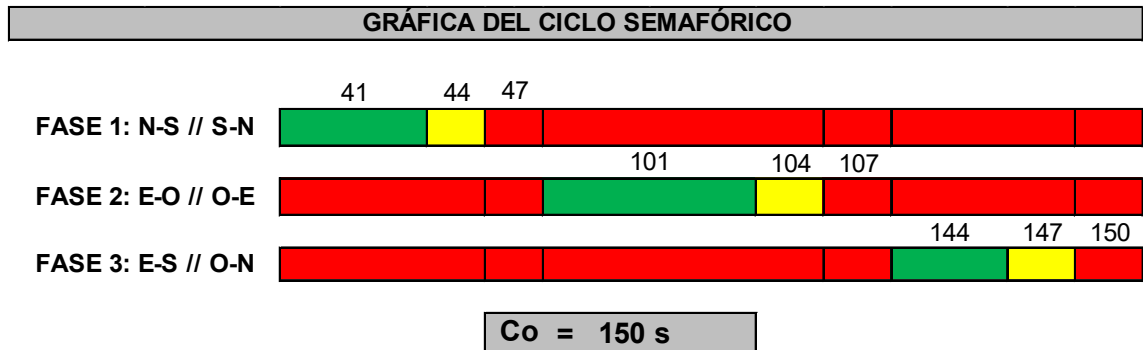 GRÁFICA DEL CICLO SEMAFÓRICO
41 44 47
FASE 1: N-S // S-N
101 104 107
FASE 2: E-O // O-E
144 147 150
FASE 3: E-S // O-N
Co = 150 s